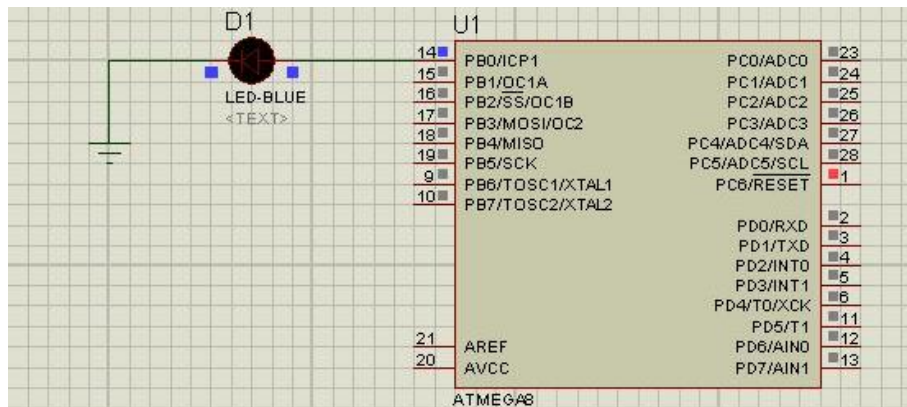 D1
LED-BLUE
<TEXT>
U1
14 PB0/ICP1
15 PB1/OC1A
16 PB2/SS/OC1B
17 PB3/MOSI/OC2
18 PB4/MISO
19 PB5/SCK
9 PB6/TOSC1/XTAL1
10 PB7/TOSC2/XTAL2
21 AREF
20 AVCC
PC0/ADC0 23
PC1/ADC1 24
PC2/ADC2 25
PC3/ADC3 26
PC4/ADC4/SDA 27
PC5/ADC5/SCL 28
PC6/RESET 1
PD0/RXD 2
PD1/TXD 3
PD2/INT0 4
PD3/INT1 5
PD4/T0/XCK 6
PD5/T1 11
PD6/AIN0 12
PD7/AIN1 13
ATMEGA8